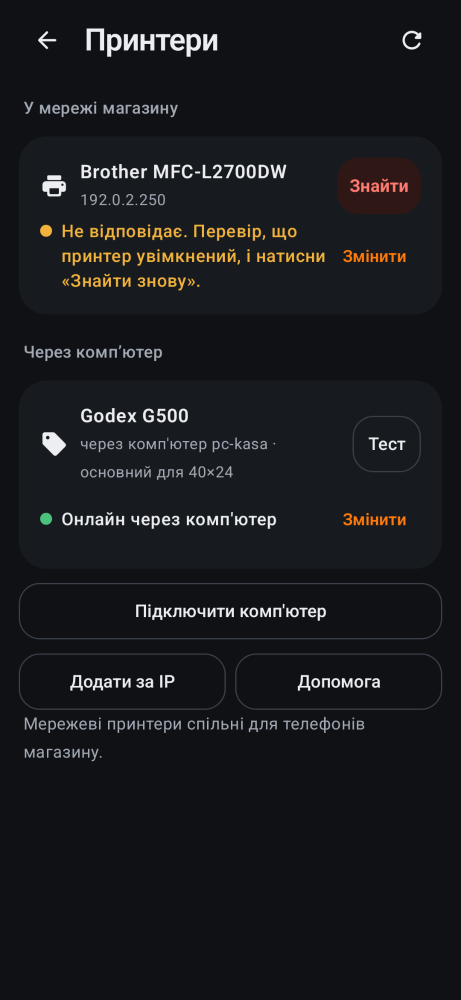 Принтери
У мережі магазину
Brother MFC-L2700DW
192.0.2.250
Знайти
Не відповідає. Перевір, що
принтер увімкнений, і натисни
«Знайти знову».
Змінити
Через комп’ютер
Godex G500
через комп'ютер pc-kasa ·
основний для 40×24
Тест
Онлайн через комп'ютер
Змінити
Підключити комп'ютер
Додати за IP
Допомога
Мережеві принтери спільні для телефонів
магазину.